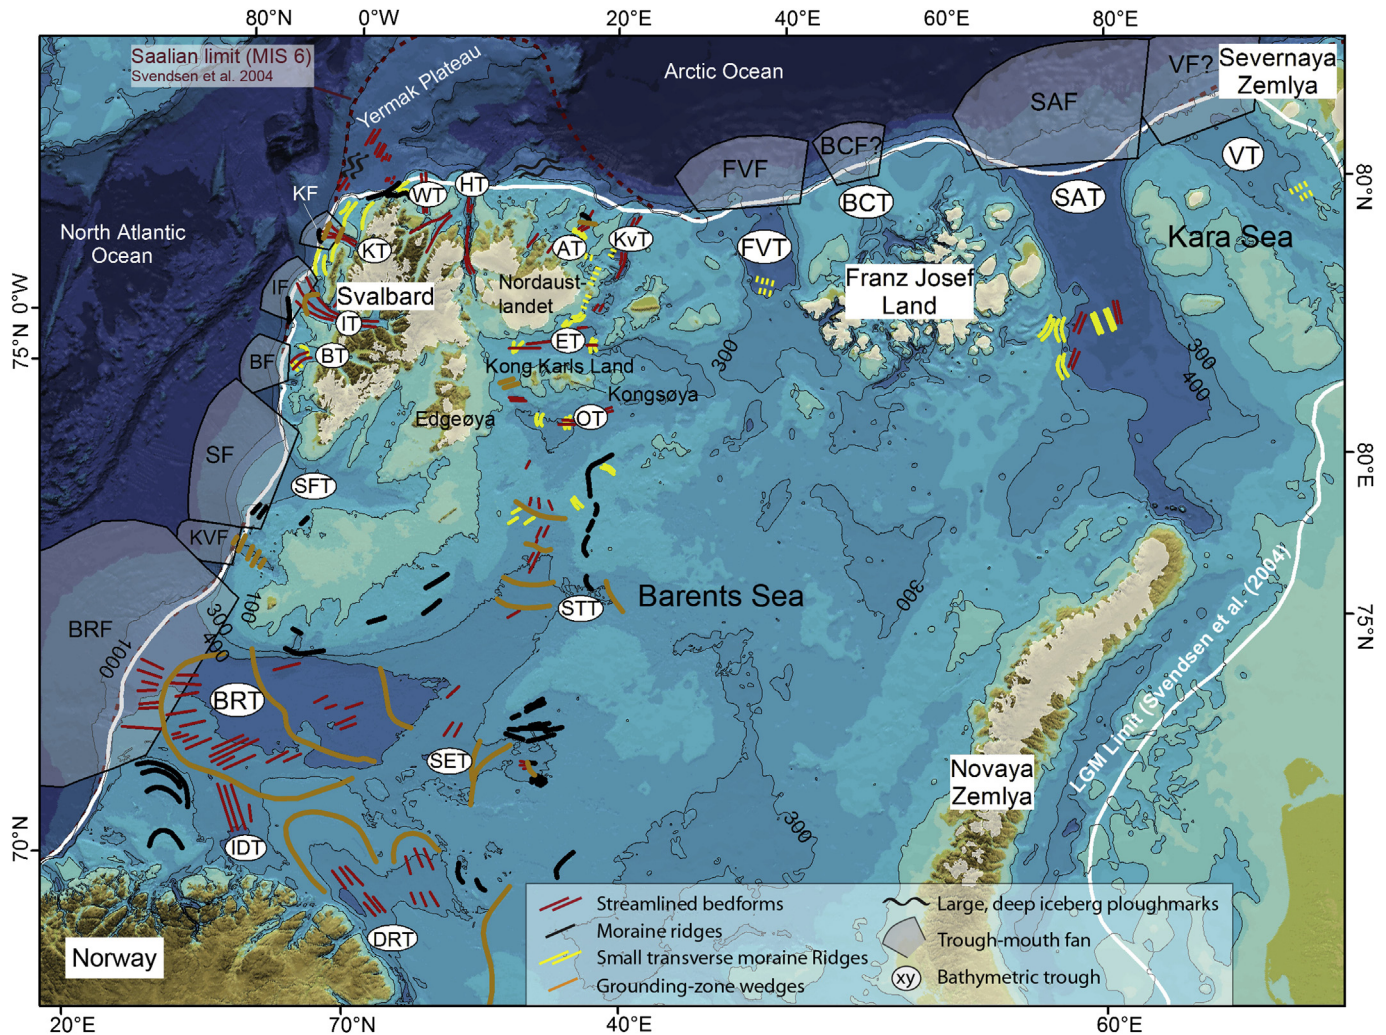 80°N
0°W
20°E
40°E
60°E
80°E
Saalian limit (MIS 6)
Svendsen et al. 2004
Yermak Plateau
Arctic Ocean
SAF
VF?
Severnaya
Zemlya
FVF
BCF?
VT
80°N
KF
WT
HT
BCT
SAT
North Atlantic
Ocean
KT
AT
KvT
FVT
Kara Sea
IF
Svalbard
Nordaust-
landet
Franz Josef
Land
0°W
IT
ET
75°N
BF
BT
Kong Karls Land
300
300
400
Edgeøya
Kongsøya
OT
SF
80°E
SFT
KVF
300
STT
Barents Sea
75°N
BRF
100
300
400
1000
BRT
SET
LGM Limit (Svendsen et al. (2004)
Novaya
Zemlya
300
70°N
IDT
DRT
Norway
Streamlined bedforms
Moraine ridges
Small transverse moraine Ridges
Grounding-zone wedges
Large, deep iceberg ploughmarks
Trough-mouth fan
xy
Bathymetric trough
20°E
70°N
40°E
60°E